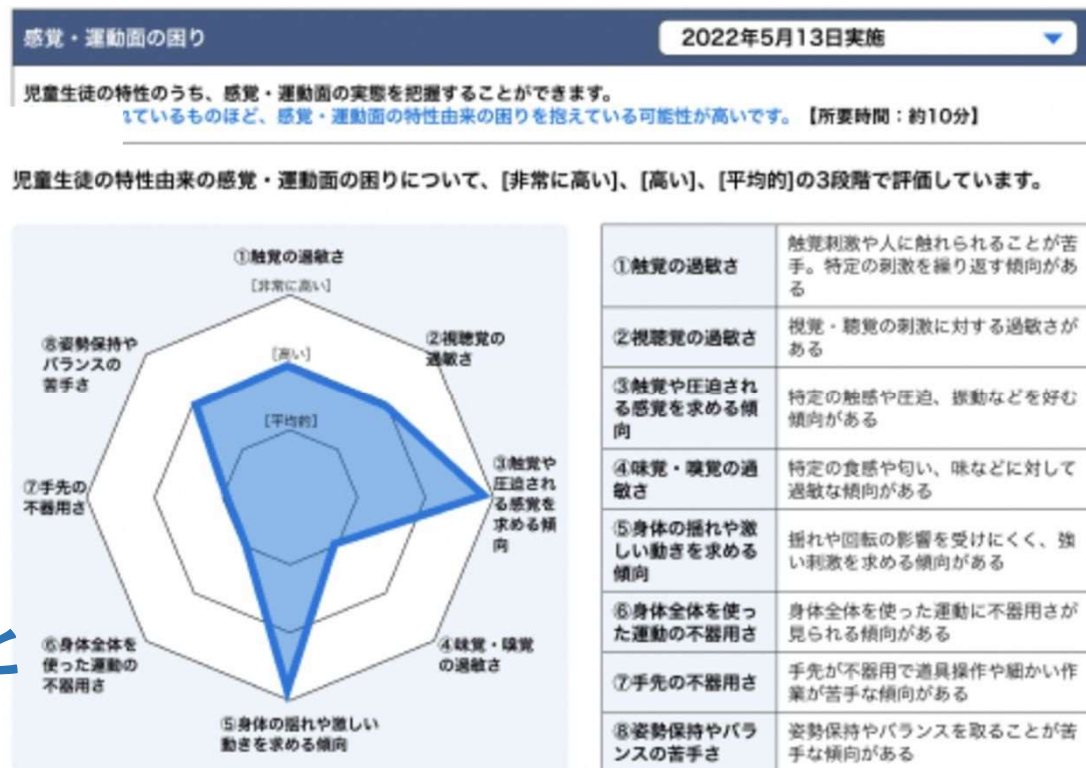 感覚・運動面の困り
2022年5月13日実施
児童生徒の特性のうち、感覚・運動面の実態を把握することができます。
れているものほど、感覚・運動面の特性由来の困りを抱えている可能性が高いです。【所要時間：約10分】
児童生徒の特性由来の感覚・運動面の困りについて、[非常に高い]、[高い]、[平均的]の3段階で評価しています。
①触覚の過敏さ
[非常に高い]
②視聴覚の
過敏さ
[高い]
[平均的]
③触覚や
圧迫され
る感覚を
求める傾
向
④味覚・嗅覚
の過敏さ
⑤身体の揺れや激しい
動きを求める傾向
⑥身体全体を
使った運動の
不器用さ
⑦手先の
不器用さ
⑧姿勢保持や
バランスの
苦手さ
①触覚の過敏さ
触覚刺激や人に触れられることが苦
手。特定の刺激を繰り返す傾向があ
る
②視聴覚の過敏さ
視覚・聴覚の刺激に対する過敏さが
ある
③触覚や圧迫され
る感覚を求める傾
向
特定の触感や圧迫、振動などを好む
傾向がある
④味覚・嗅覚の過
敏さ
特定の食感や匂い、味などに対して
過敏な傾向がある
⑤身体の揺れや激
しい動きを求める
傾向
揺れや回転の影響を受けにくく、強
い刺激を求める傾向がある
⑥身体全体を使っ
た運動の不器用さ
身体全体を使った運動に不器用さが
見られる傾向がある
⑦手先の不器用さ
手先が不器用で道具操作や細かい作
業が苦手な傾向がある
⑧姿勢保持やバラ
ンスの苦手さ
姿勢保持やバランスを取ることが苦
手な傾向がある